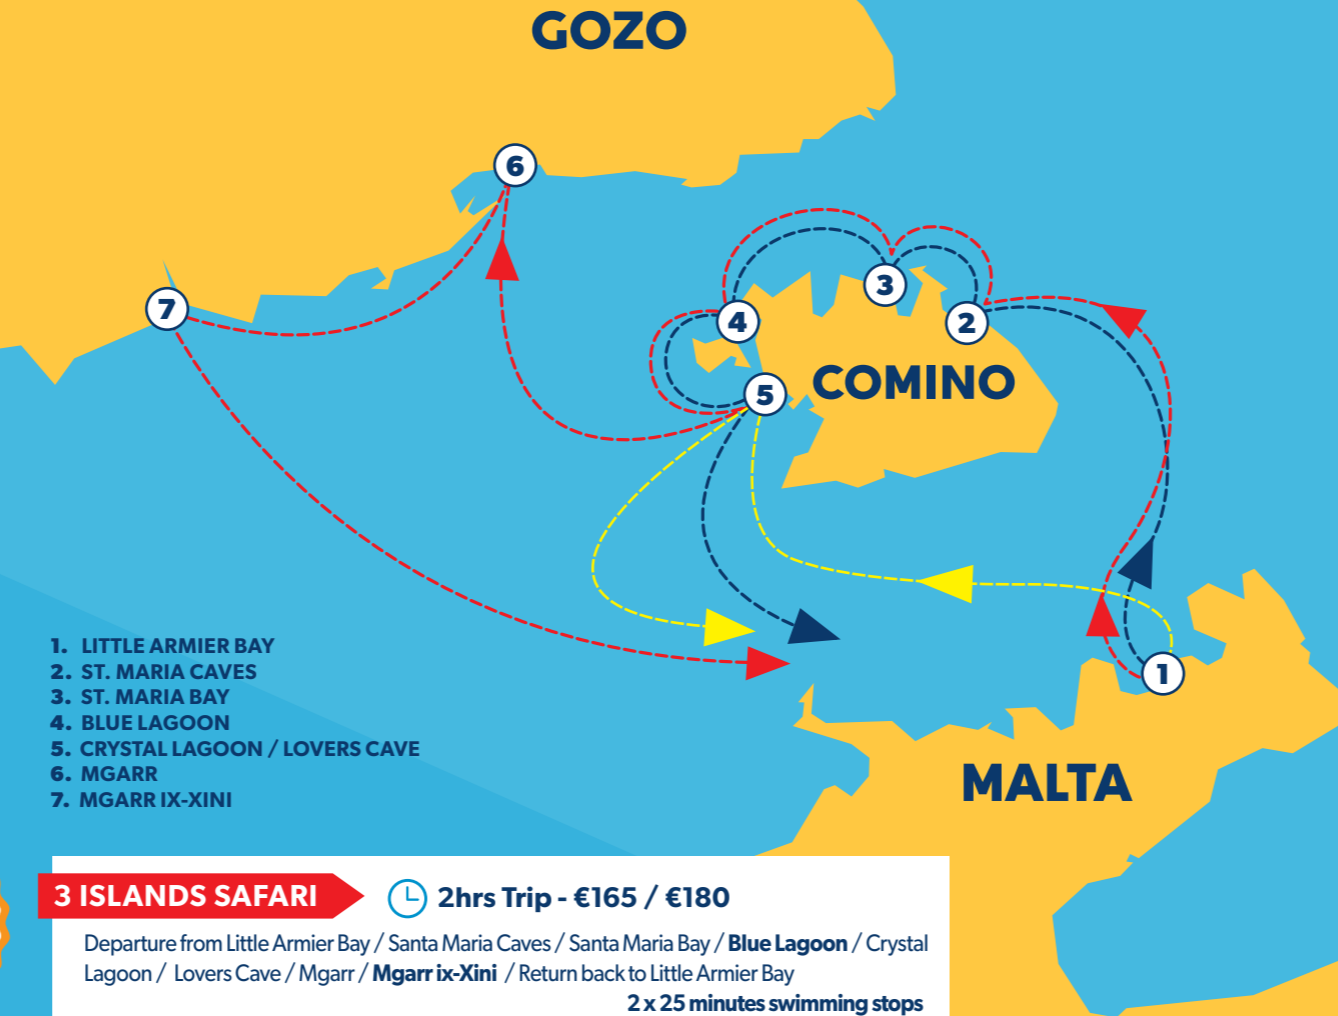 GOZO
6
7
3
4
2
COMINO
5
1
MALTA
1. LITTLE ARMIER BAY
2. ST. MARIA CAVES
3. ST. MARIA BAY
4. BLUE LAGOON
5. CRYSTAL LAGOON / LOVERS CAVE
6. MGARR
7. MGARR IX-XINI
3 ISLANDS SAFARI
2hrs Trip - €165 / €180
Departure from Little Armier Bay / Santa Maria Caves / Santa Maria Bay / Blue Lagoon / Crystal
Lagoon / Lovers Cave / Mgarr / Mgarr ix-Xini / Return back to Little Armier Bay
2 x 25 minutes swimming stops